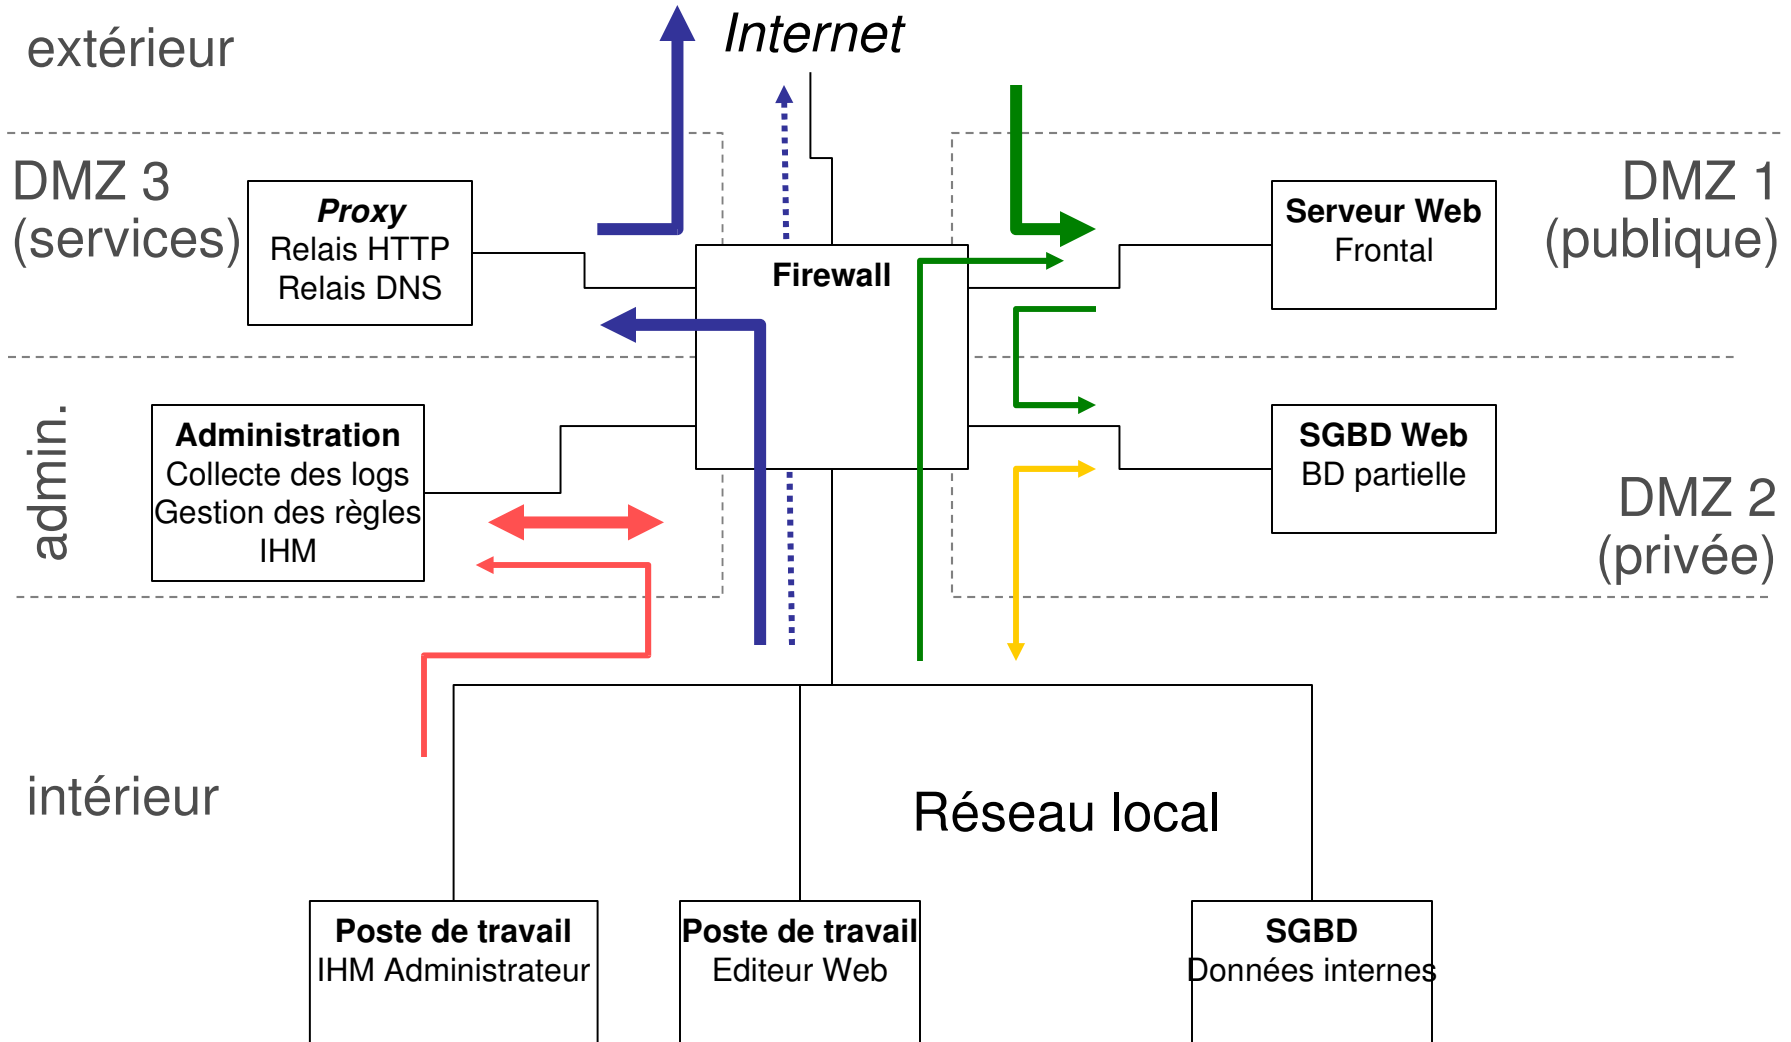 extérieur
Internet
DMZ 3
(services)
Proxy
Relais HTTP
Relais DNS
Firewall
Serveur Web
Frontal
DMZ 1
(publique)
admin.
Administration
Collecte des logs
Gestion des règles
IHM
SGBD Web
BD partielle
DMZ 2
(privée)
intérieur
Réseau local
Poste de travail
IHM Administrateur
Poste de travail
Editeur Web
SGBD
Données internes